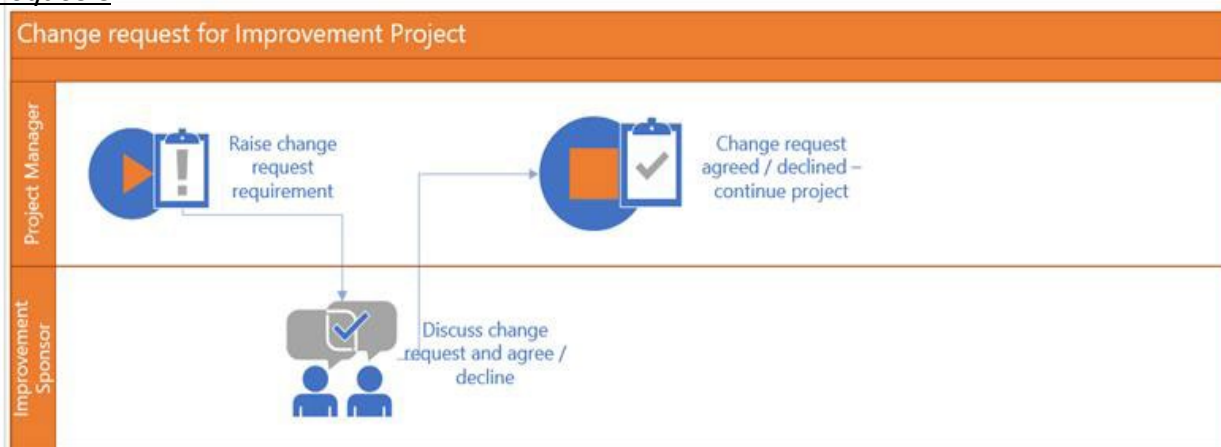 Change request for Improvement Project
Project Manager
Raise change
request
requirement
Change request
agreed / declined –
continue project
Improvement
Sponsor
Discuss change
request and agree /
decline